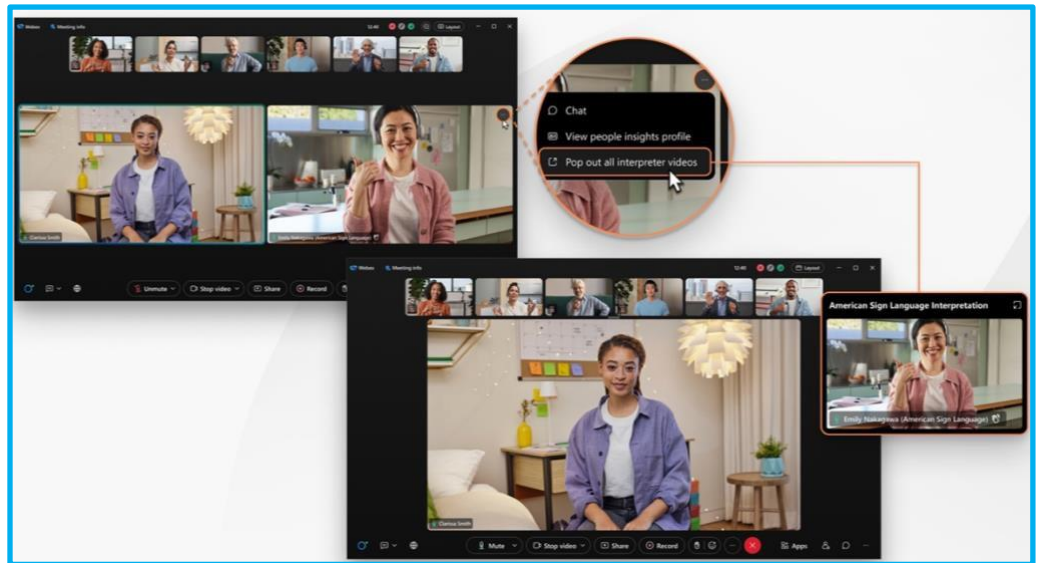 Webex Meeting info 12:40 Layout
Chat
View people insights profile
Pop out all interpreter videos
Clarissa Smith
Emily Nakagawa (American Sign Language)
Unmute Stop video Share Record
Webex Meeting info 12:40 Layout
American Sign Language Interpretation
Emily Nakagawa (American Sign Language)
Clarissa Smith
Mute Stop video Share Record Apps